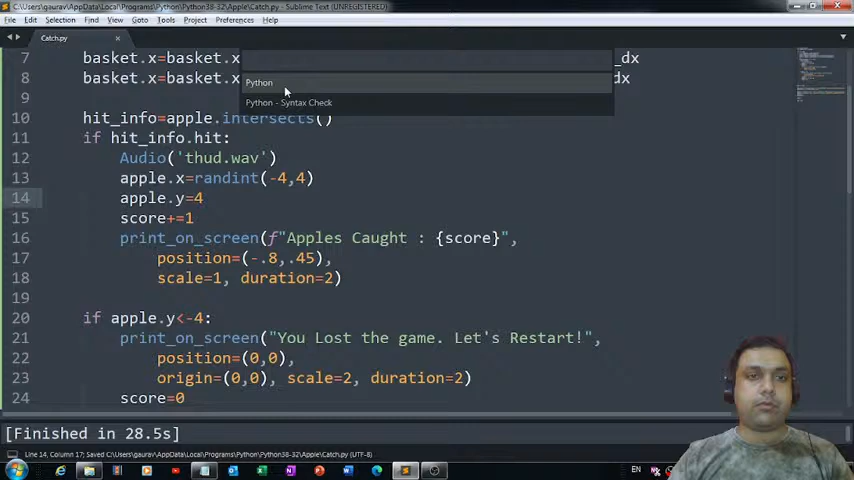 C:\Users\gaurav\AppData\Local\Programs\Python\Python38-32\Apple\Catch.py - Sublime Text (UNREGISTERED)
File Edit Selection Find View Goto Tools Project Preferences Help
Catch.py
7 basket.x=basket.x _dx
8 basket.x=basket.x dx
Python
Python - Syntax Check
9
10 hit_info=apple.intersects()
11 if hit_info.hit:
12 Audio('thud.wav')
13 apple.x=randint(-4,4)
14 apple.y=4
15 score+=1
16 print_on_screen(f"Apples Caught : {score}",
17 position=(-.8,.45),
18 scale=1, duration=2)
19
20 if apple.y<-4:
21 print_on_screen("You Lost the game. Let's Restart!",
22 position=(0,0),
23 origin=(0,0), scale=2, duration=2)
24 score=0
[Finished in 28.5s]
Line 14, Column 17; Saved C:\Users\gaurav\AppData\Local\Programs\Python\Python38-32\Apple\Catch.py (UTF-8)
EN